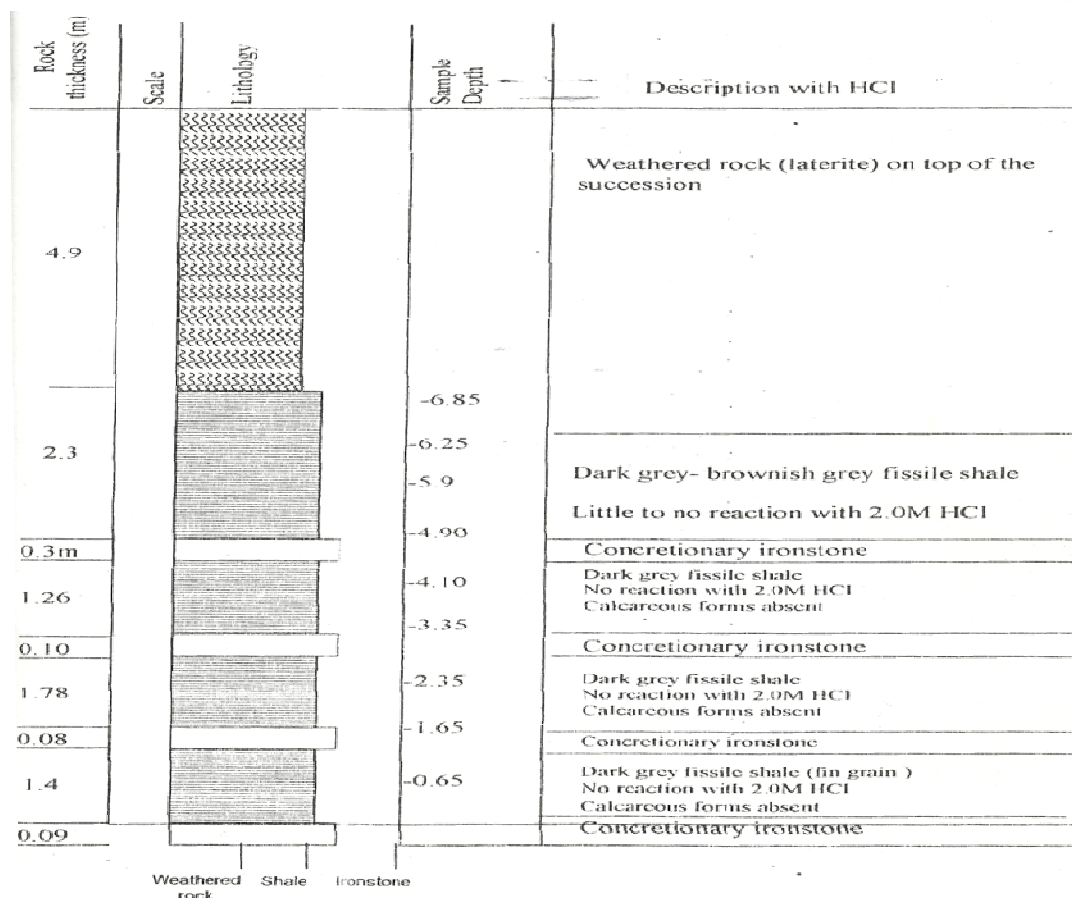 Rock
thickness (m)
Scale
Lithology
Sample
Depth
Description with HCl
Weathered rock (laterite) on top of the
succession
4.9
-6.85
2.3
-6.25
-5.9
Dark grey- brownish grey fissile shale
Little to no reaction with 2.0M HCl
-4.90
0.3m
Concretionary ironstone
1.26
-4.10
Dark grey fissile shale
No reaction with 2.0M HCl
Calcareous forms absent
-3.35
0.10
Concretionary ironstone
1.78
-2.35
Dark grey fissile shale
No reaction with 2.0M HCl
Calcareous forms absent
-1.65
0.08
Concretionary ironstone
1.4
-0.65
Dark grey fissile shale (fin grain )
No reaction with 2.0M HCl
Calcareous forms absent
0.09
Concretionary ironstone
Weathered
rock
Shale
Ironstone